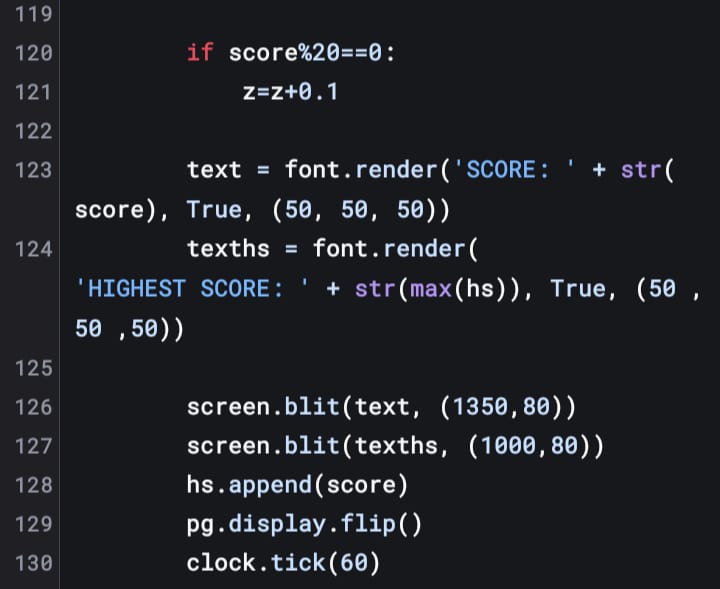 119
120 if score%20==0:
121 z=z+0.1
122
123 text = font.render('SCORE: ' + str(
score), True, (50, 50, 50))
124 texths = font.render(
'HIGHEST SCORE: ' + str(max(hs)), True, (50 ,
50 ,50))
125
126 screen.blit(text, (1350,80))
127 screen.blit(texths, (1000,80))
128 hs.append(score)
129 pg.display.flip()
130 clock.tick(60)